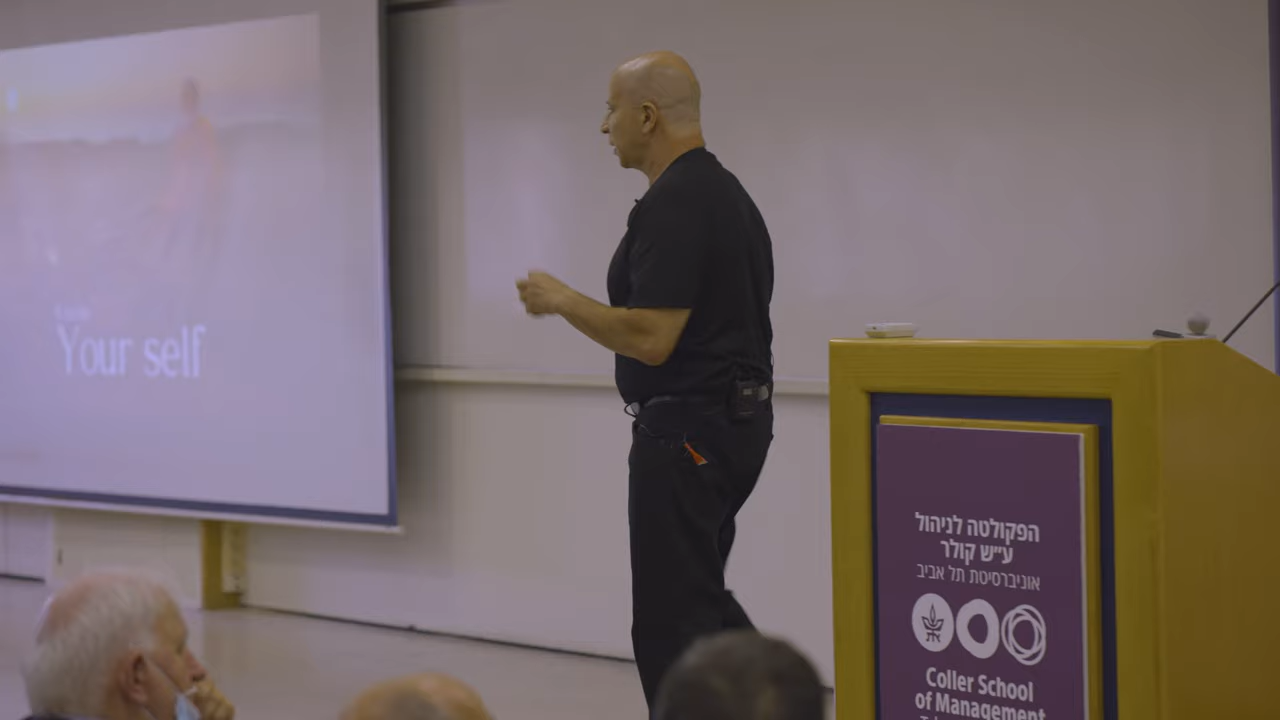 Your self
הפקולטה לניהול
ע״ש קולר
אוניברסיטת תל אביב
Coller School
of Management